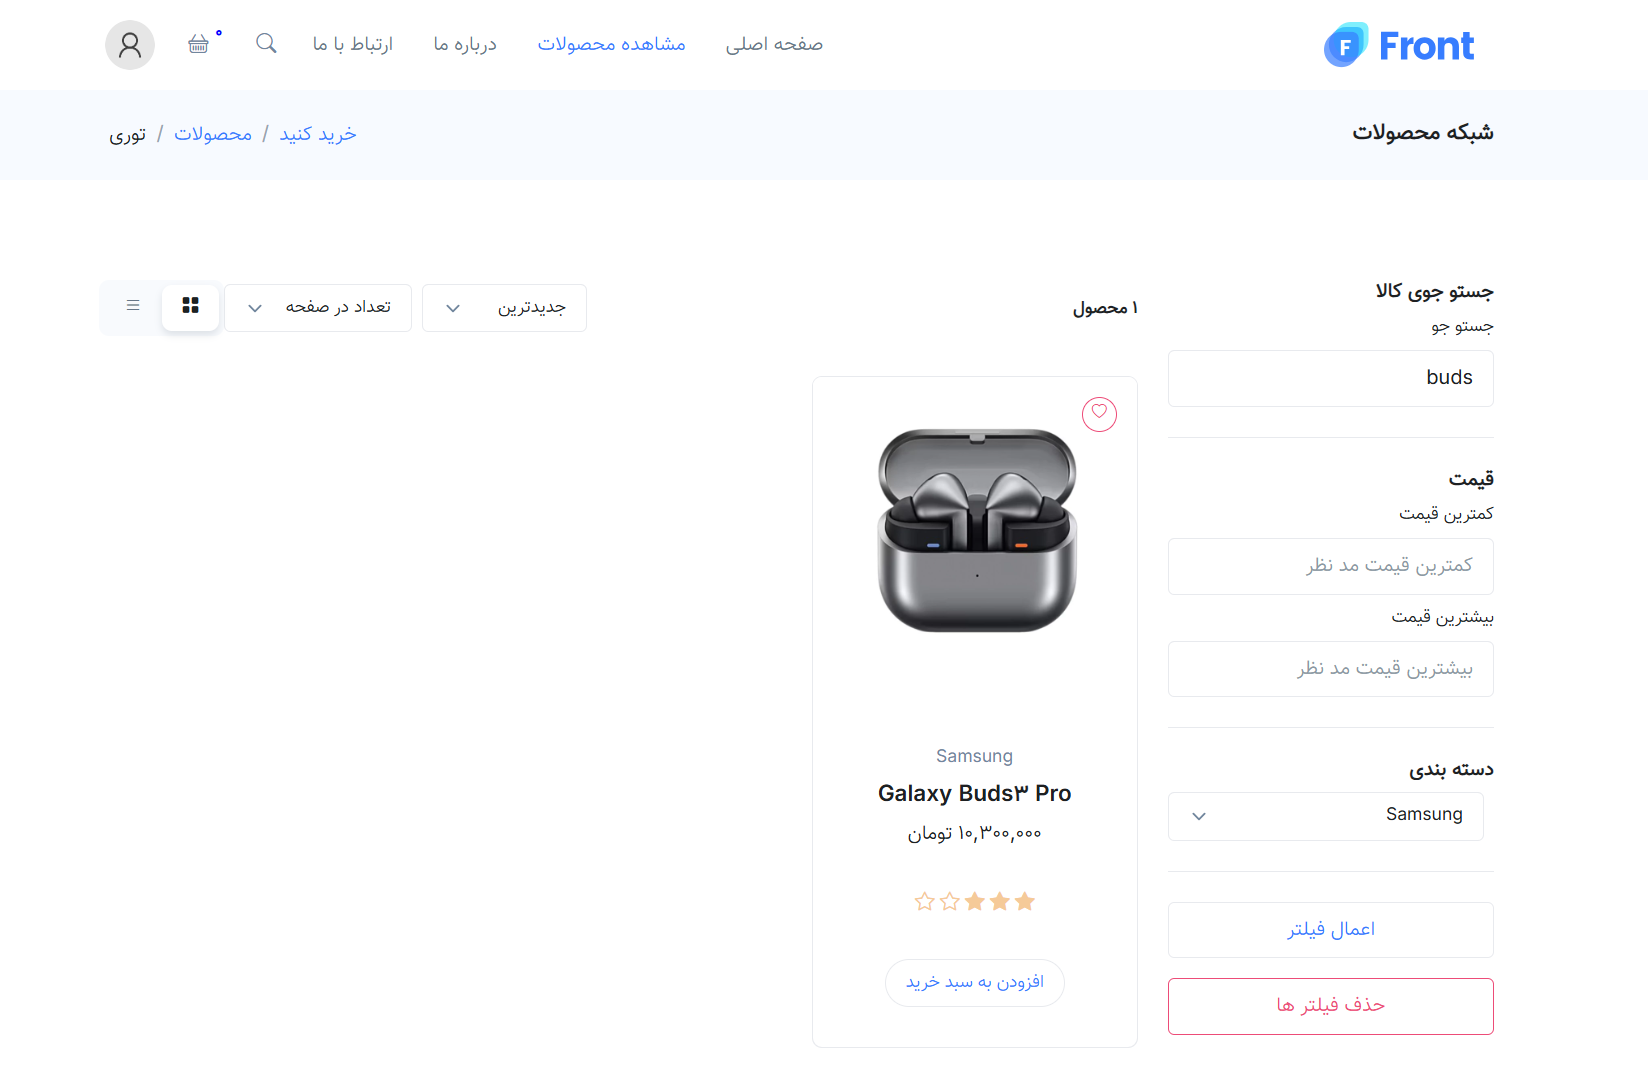 Front
صفحه اصلی
مشاهده محصولات
درباره ما
ارتباط با ما
۰
شبکه محصولات
خرید کنید / محصولات / توری
جستو جوی کالا
جستو جو
buds
قیمت
کمترین قیمت
کمترین قیمت مد نظر
بیشترین قیمت
بیشترین قیمت مد نظر
دسته بندی
Samsung
اعمال فیلتر
حذف فیلتر ها
۱ محصول
جدیدترین
تعداد در صفحه
Samsung
Galaxy Buds۳ Pro
۱۰,۳۰۰,۰۰۰ تومان
افزودن به سبد خرید